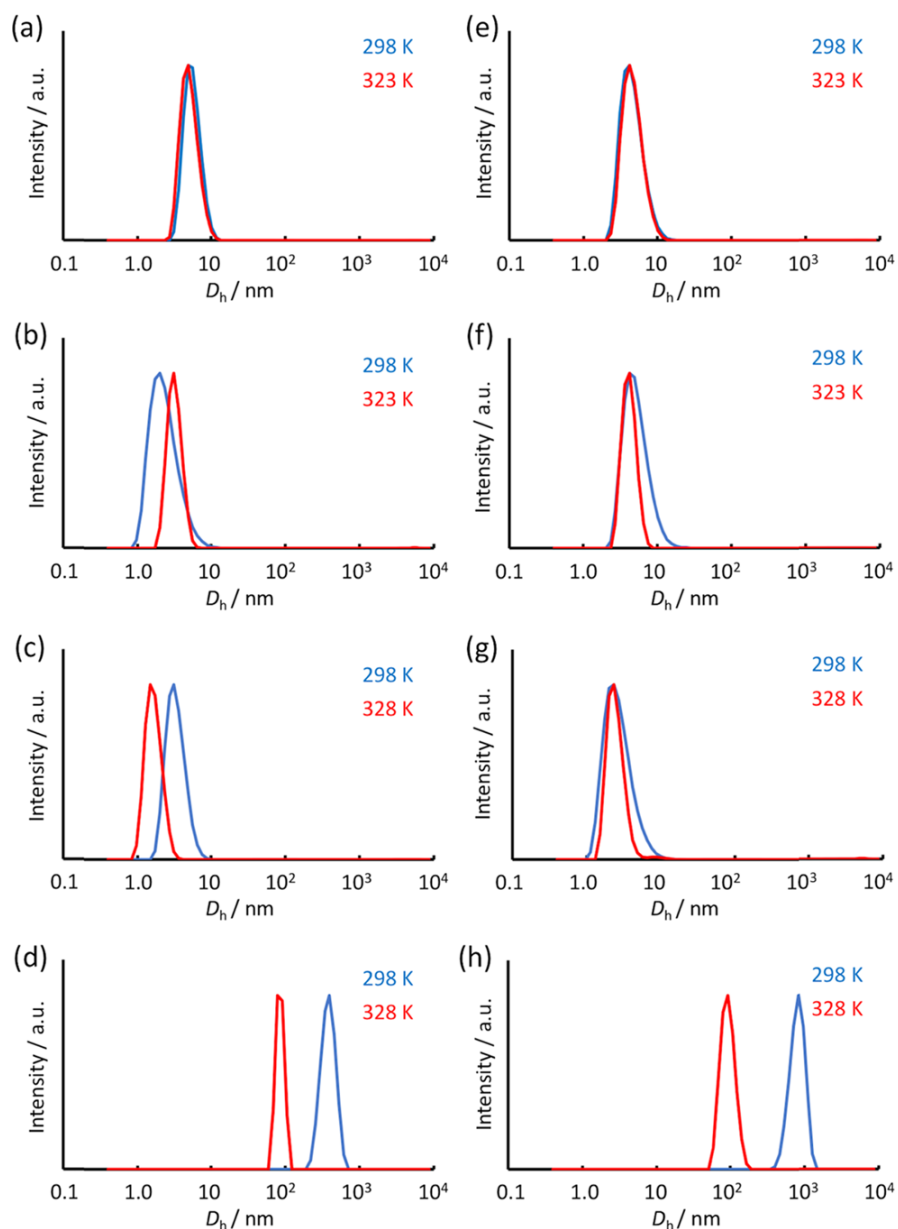 (a)
298 K
323 K
Intensity / a.u.
0.1 1.0 10 10² 10³ 10⁴
Dₕ / nm
(e)
298 K
323 K
Intensity / a.u.
0.1 1.0 10 10² 10³ 10⁴
Dₕ / nm
(b)
298 K
323 K
Intensity / a.u.
0.1 1.0 10 10² 10³ 10⁴
Dₕ / nm
(f)
298 K
323 K
Intensity / a.u.
0.1 1.0 10 10² 10³ 10⁴
Dₕ / nm
(c)
298 K
328 K
Intensity / a.u.
0.1 1.0 10 10² 10³ 10⁴
Dₕ / nm
(g)
298 K
328 K
Intensity / a.u.
0.1 1.0 10 10² 10³ 10⁴
Dₕ / nm
(d)
298 K
328 K
Intensity / a.u.
0.1 1.0 10 10² 10³ 10⁴
Dₕ / nm
(h)
298 K
328 K
Intensity / a.u.
0.1 1.0 10 10² 10³ 10⁴
Dₕ / nm